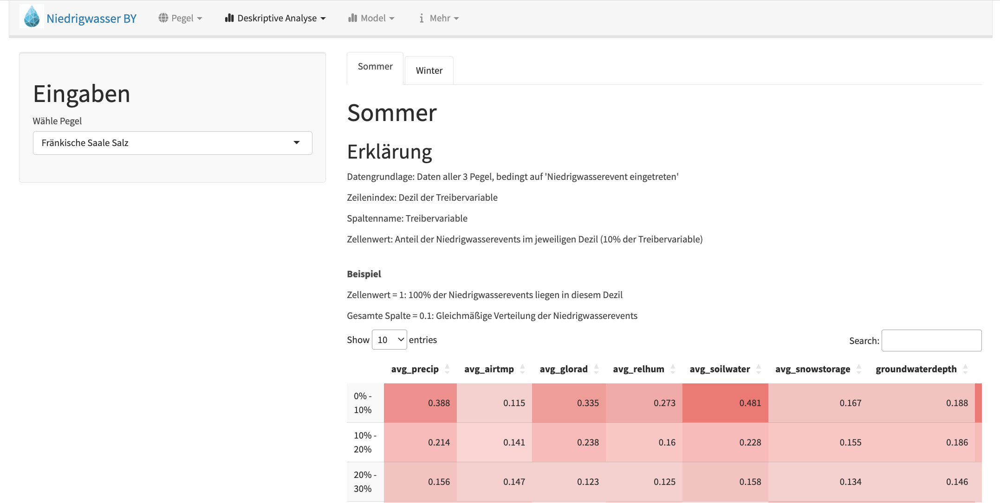 Niedrigwasser BY Pegel Deskriptive Analyse Model Mehr
Eingaben
Wähle Pegel
Fränkische Saale Salz
Sommer Winter
Sommer
Erklärung
Datengrundlage: Daten aller 3 Pegel, bedingt auf 'Niedrigwasserevent eingetreten'
Zeilenindex: Dezil der Treibervariable
Spaltenname: Treibervariable
Zellenwert: Anteil der Niedrigwasserevents im jeweiligen Dezil (10% der Treibervariable)
Beispiel
Zellenwert = 1: 100% der Niedrigwasserevents liegen in diesem Dezil
Gesamte Spalte = 0.1: Gleichmäßige Verteilung der Niedrigwasserevents
Show 10 entries Search:
avg_precip avg_airtmp avg_glorad avg_relhum avg_soilwater avg_snowstorage groundwaterdepth
0% -
10% 0.388 0.115 0.335 0.273 0.481 0.167 0.188
10% -
20% 0.214 0.141 0.238 0.16 0.228 0.155 0.186
20% -
30% 0.156 0.147 0.123 0.125 0.158 0.134 0.146